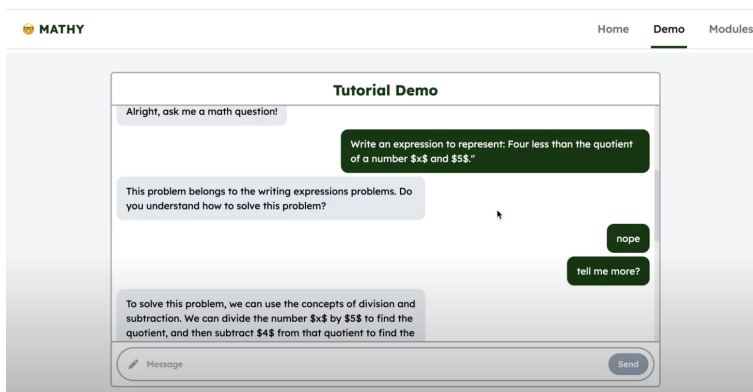 MATHY
Home Demo Modules
Tutorial Demo
Alright, ask me a math question!
Write an expression to represent: Four less than the quotient
of a number $x$ and $5$."
This problem belongs to the writing expressions problems. Do
you understand how to solve this problem?
nope
tell me more?
To solve this problem, we can use the concepts of division and
subtraction. We can divide the number $x$ by $5$ to find the
quotient, and then subtract $4$ from that quotient to find the
Message
Send